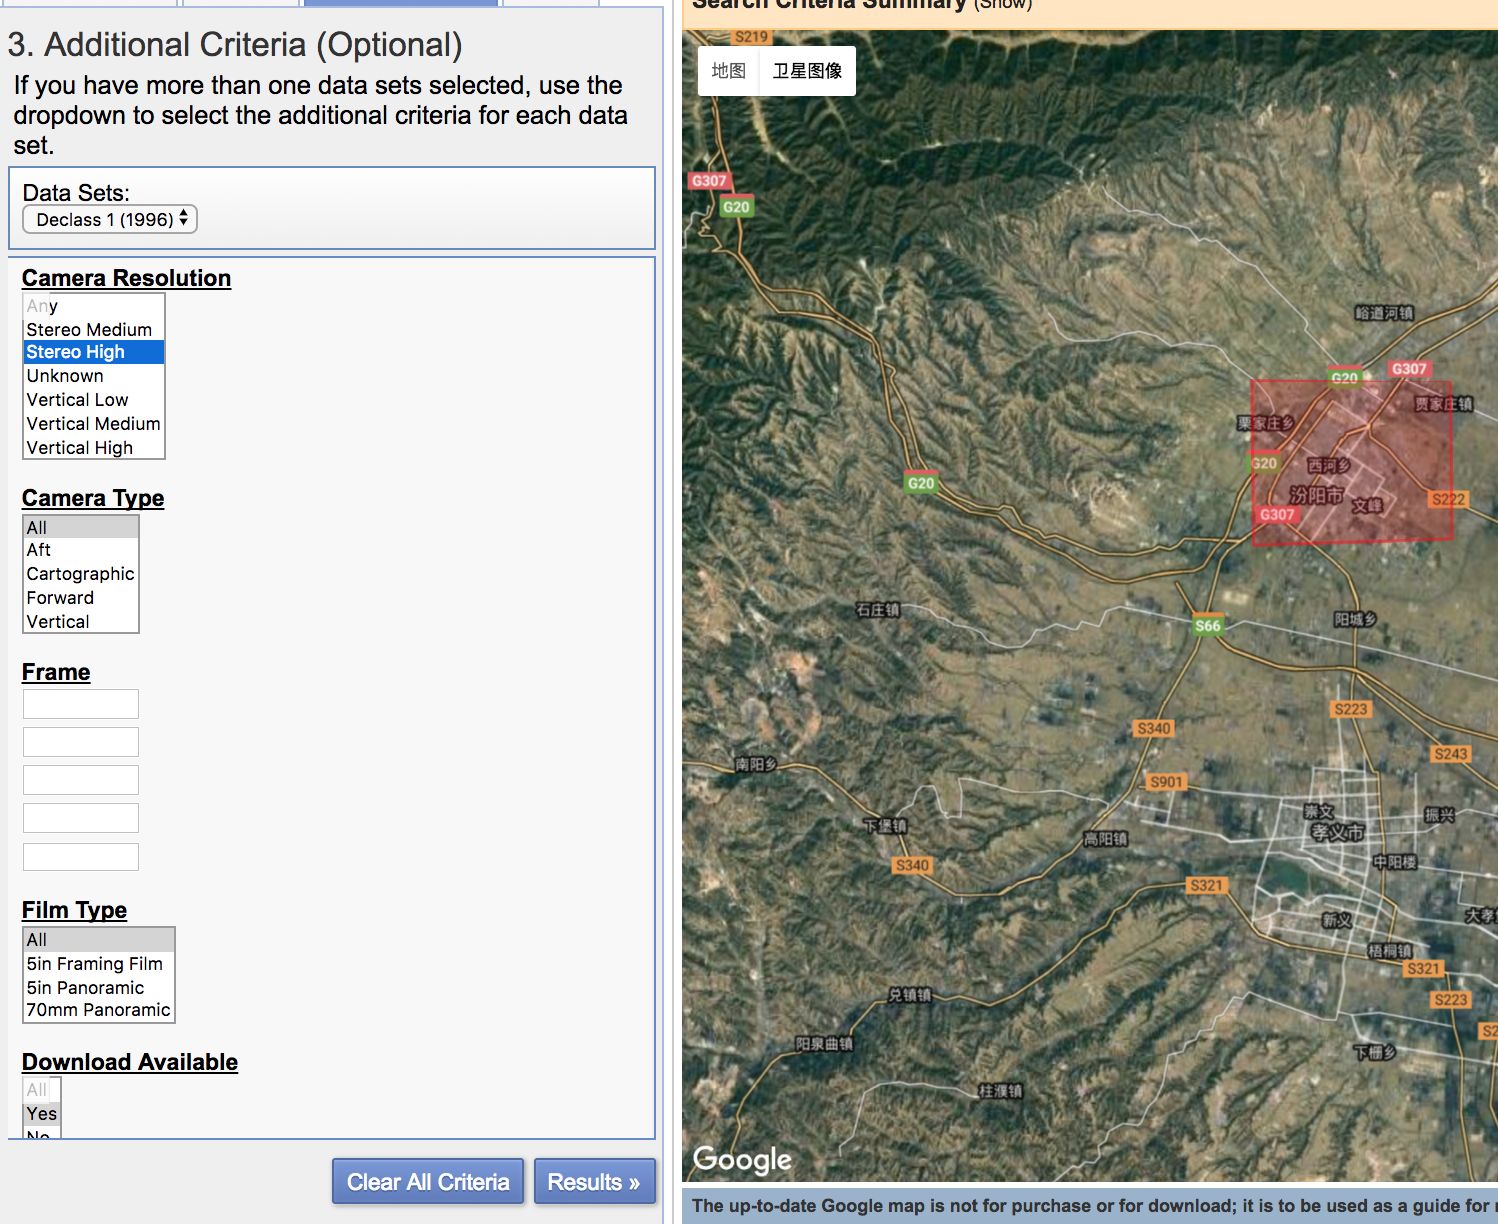 3. Additional Criteria (Optional)
If you have more than one data sets selected, use the
dropdown to select the additional criteria for each data
set.
Data Sets:
Declass 1 (1996)
Camera Resolution
Any
Stereo Medium
Stereo High
Unknown
Vertical Low
Vertical Medium
Vertical High
Camera Type
All
Aft
Cartographic
Forward
Vertical
Frame
Film Type
All
5in Framing Film
5in Panoramic
70mm Panoramic
Download Available
All
Yes
No
Clear All Criteria
Results »
Search Criteria Summary (Show)
S219
地图
卫星图像
G307
G20
峪道河镇
G20
G307
贾家庄镇
栗家庄乡
G20
西河乡
G20
汾阳市
文峰
S222
G307
石庄镇
S66
阳城乡
S223
S340
S243
南阳乡
S901
下堡镇
崇文
振兴
孝义市
高阳镇
中阳楼
S340
S321
新义
大孝
梧桐镇
S321
兑镇镇
S223
阳泉曲镇
下栅乡
柱濮镇
Google
The up-to-date Google map is not for purchase or for download; it is to be used as a guide for